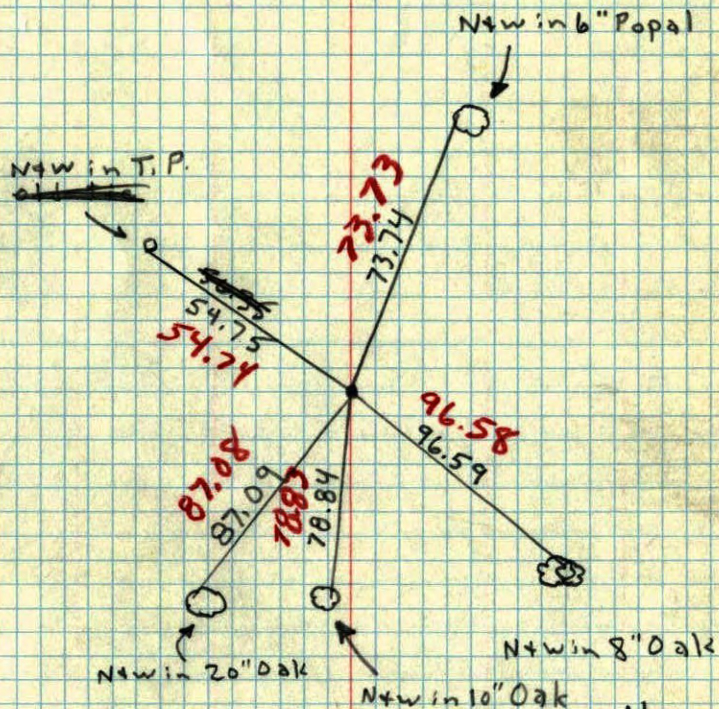 N+W in 6" Popal
N+W in T.P.
73.73
73.74
54.75
54.74
96.58
96.59
87.08
87.09
78.83
78.84
N+W in 8" Oak
N+W in 20" Oak
N+W in 10" Oak